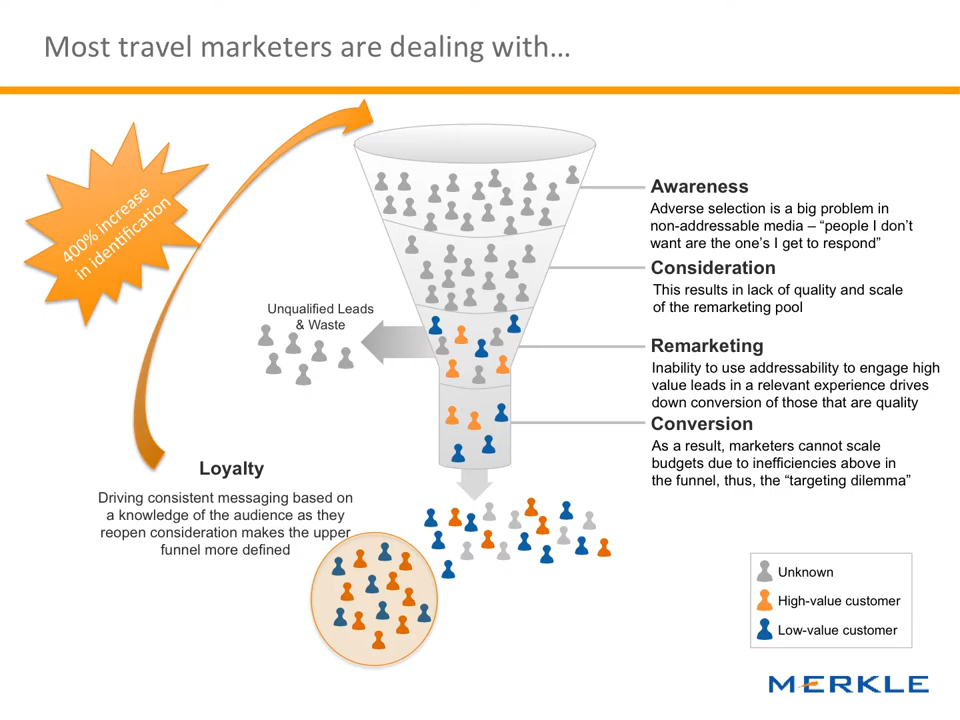 Most travel marketers are dealing with…
400% increase
in identification
Awareness
Adverse selection is a big problem in
non-addressable media – “people I don’t
want are the one’s I get to respond”
Consideration
This results in lack of quality and scale
of the remarketing pool
Unqualified Leads
& Waste
Remarketing
Inability to use addressability to engage high
value leads in a relevant experience drives
down conversion of those that are quality
Conversion
As a result, marketers cannot scale
budgets due to inefficiencies above in
the funnel, thus, the “targeting dilemma”
Loyalty
Driving consistent messaging based on
a knowledge of the audience as they
reopen consideration makes the upper
funnel more defined
Unknown
High-value customer
Low-value customer
MERKLE